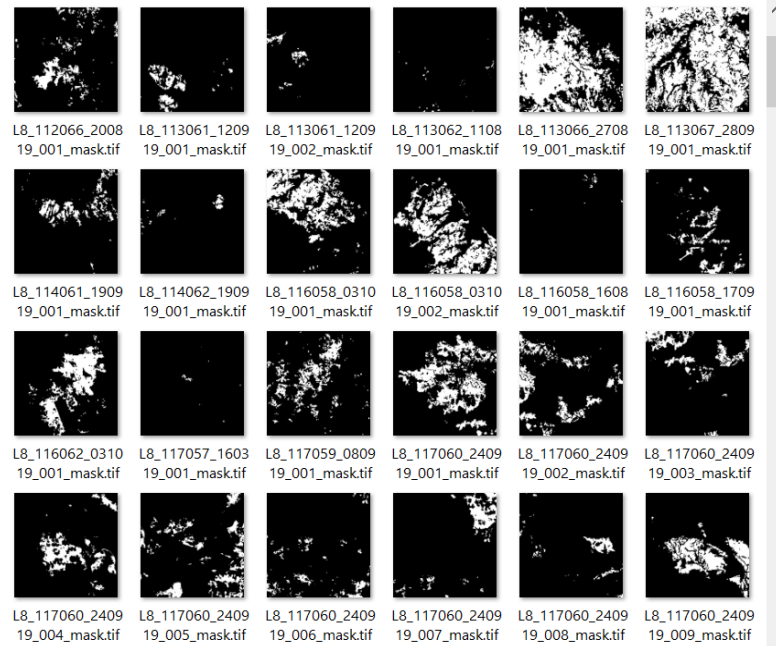 L8_112066_2008 L8_113061_1209 L8_113061_1209 L8_113062_1108 L8_113066_2708 L8_113067_2809
19_001_mask.tif 19_001_mask.tif 19_002_mask.tif 19_001_mask.tif 19_001_mask.tif 19_001_mask.tif
L8_114061_1909 L8_114062_1909 L8_116058_0310 L8_116058_0310 L8_116058_1608 L8_116058_1709
19_001_mask.tif 19_001_mask.tif 19_001_mask.tif 19_002_mask.tif 19_001_mask.tif 19_001_mask.tif
L8_116062_0310 L8_117057_1603 L8_117059_0809 L8_117060_2409 L8_117060_2409 L8_117060_2409
19_001_mask.tif 19_001_mask.tif 19_001_mask.tif 19_001_mask.tif 19_002_mask.tif 19_003_mask.tif
L8_117060_2409 L8_117060_2409 L8_117060_2409 L8_117060_2409 L8_117060_2409 L8_117060_2409
19_004_mask.tif 19_005_mask.tif 19_006_mask.tif 19_007_mask.tif 19_008_mask.tif 19_009_mask.tif